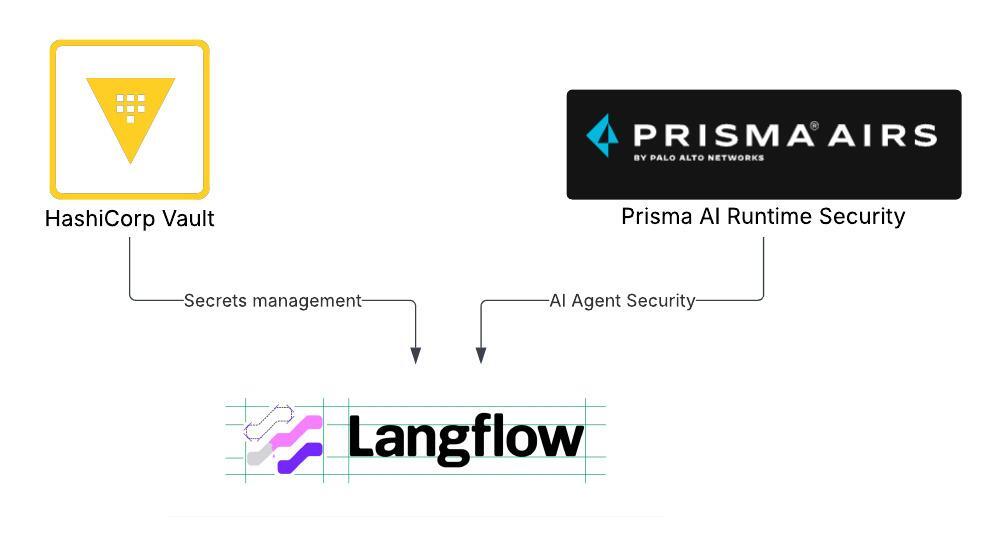 PRISMA® AIRS
BY PALO ALTO NETWORKS
HashiCorp Vault
Prisma AI Runtime Security
Secrets management
AI Agent Security
Langflow